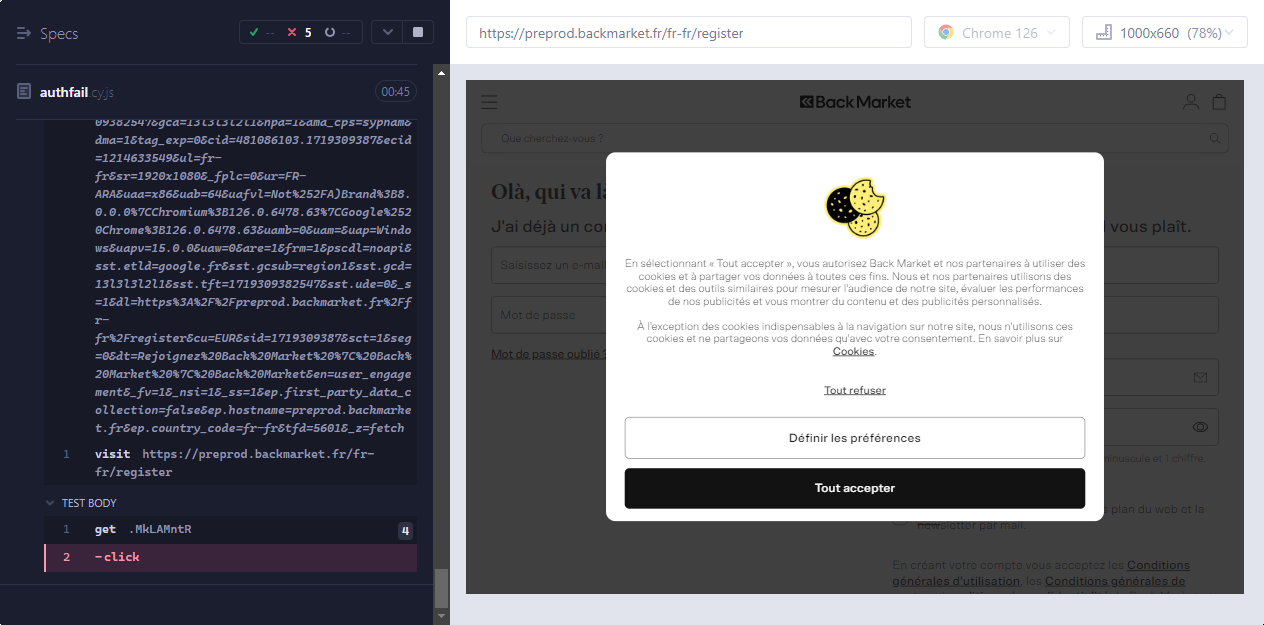 Specs
-- 5 --
authfail.cy.js
00:45
09382547&gcd=13l3l3l2l1&npa=1&dma_cps=sypham&
dma=1&tag_exp=0&cid=481086103.1719309387&ecid
=1214633549&ul=fr-
fr&sr=1920x1080&_fplc=0&ur=FR-
ARA&uaa=x86&uab=64&uafvl=Not%252FA)Brand%3B8.
0.0.0%7CChromium%3B126.0.6478.63%7CGoogle%252
0Chrome%3B126.0.6478.63&uamb=0&uam=&uap=Windo
ws&uapv=15.0.0&uaw=0&are=1&frm=1&pscdl=noapi&
sst.etld=google.fr&sst.gcsub=region1&sst.gcd=
13l3l3l2l1&sst.tft=1719309382547&sst.ude=0&_s
=1&dl=https%3A%2F%2Fpreprod.backmarket.fr%2Ff
r-
fr%2Fregister&cu=EUR&sid=1719309387&sct=1&seg
=0&dt=Rejoignez%20Back%20Market%20%7C%20Back%
20Market%20%7C%20Back%20Market&en=user_engage
ment&_fv=1&_nsi=1&_ss=1&ep.first_party_data_c
ollection=false&ep.hostname=preprod.backmarke
t.fr&ep.country_code=fr-fr&tfd=5601&_z=fetch
1 visit https://preprod.backmarket.fr/fr-
fr/register
TEST BODY
1 get .MkLAMntR 4
2 -click
https://preprod.backmarket.fr/fr-fr/register
Chrome 126
1000x660 (78%)
Back Market
Que cherchez-vous ?
Olà, qui va là
J'ai déjà un com
l vous plaît.
Saisissez un e-mail
Mot de passe
Mot de passe oublié ?
En sélectionnant « Tout accepter », vous autorisez Back Market et nos partenaires à utiliser des
cookies et à partager vos données à toutes ces fins. Nous et nos partenaires utilisons des
cookies et des outils similaires pour mesurer l'audience de notre site, évaluer les performances
de nos publicités et vous montrer du contenu et des publicités personnalisés.
À l'exception des cookies indispensables à la navigation sur notre site, nous n'utilisons ces
cookies et ne partageons vos données qu'avec votre consentement. En savoir plus sur
Cookies.
Tout refuser
Définir les préférences
Tout accepter
minuscule et 1 chiffre.
plan du web et la
newsletter par mail.
En créant votre compte vous acceptez les Conditions
générales d'utilisation, les Conditions générales de